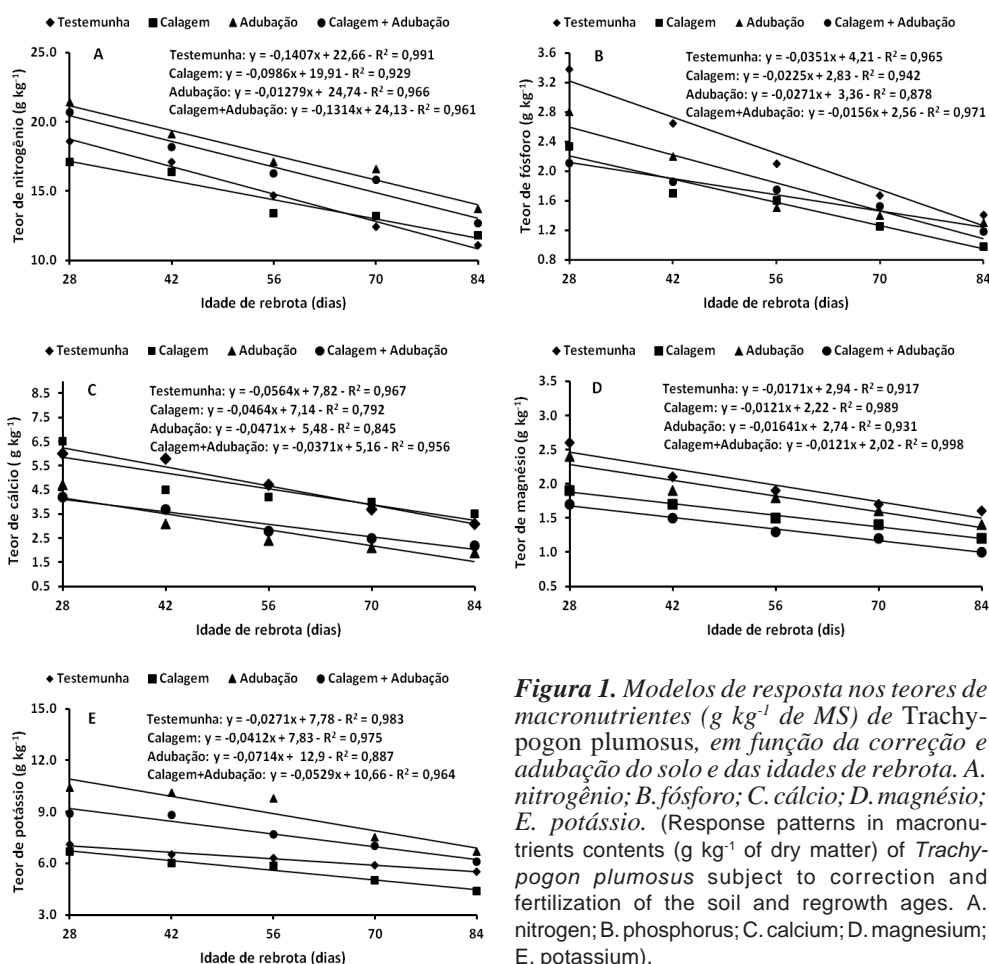 Testemunha Calagem Adubação Calagem + Adubação
A
Testemunha: y = -0,1407x + 22,66 - R² = 0,991
Calagem: y = -0,0986x + 19,91 - R² = 0,929
Adubação: y = -0,01279x + 24,74 - R² = 0,966
Calagem+Adubação: y = -0,1314x + 24,13 - R² = 0,961
Teor de nitrogênio (g kg⁻¹)
25.0
20.0
15.0
10.0
28 42 56 70 84
Idade de rebrota (dias)
Testemunha Calagem Adubação Calagem + Adubação
B
Testemunha: y = -0,0351x + 4,21 - R² = 0,965
Calagem: y = -0,0225x + 2,83 - R² = 0,942
Adubação: y = -0,0271x + 3,36 - R² = 0,878
Calagem+Adubação: y = -0,0156x + 2,56 - R² = 0,971
Teor de fósforo (g kg⁻¹)
3.6
3.2
2.8
2.4
2.0
1.6
1.2
0.8
28 42 56 70 84
Idade de rebrota (dias)
Testemunha Calagem Adubação Calagem + Adubação
C
Testemunha: y = -0,0564x + 7,82 - R² = 0,967
Calagem: y = -0,0464x + 7,14 - R² = 0,792
Adubação: y = -0,0471x + 5,48 - R² = 0,845
Calagem+Adubação: y = -0,0371x + 5,16 - R² = 0,956
Teor de cálcio ( g kg⁻¹)
8.5
7.5
6.5
5.5
4.5
3.5
2.5
1.5
0.5
28 42 56 70 84
Idade de rebrota (dias)
Testemunha Calagem Adubação Calagem + Adubação
D
Testemunha: y = -0,0171x + 2,94 - R² = 0,917
Calagem: y = -0,0121x + 2,22 - R² = 0,989
Adubação: y = -0,01641x + 2,74 - R² = 0,931
Calagem+Adubação: y = -0,0121x + 2,02 - R² = 0,998
Teor de magnésio (g kg⁻¹)
3.5
3.0
2.5
2.0
1.5
1.0
0.5
28 42 56 70 84
Idade de rebrota (dis)
Testemunha Calagem Adubação Calagem + Adubação
E
Testemunha: y = -0,0271x + 7,78 - R² = 0,983
Calagem: y = -0,0412x + 7,83 - R² = 0,975
Adubação: y = -0,0714x + 12,9 - R² = 0,887
Calagem+Adubação: y = -0,0529x + 10,66 - R² = 0,964
Teor de potássio (g kg⁻¹)
15.0
12.0
9.0
6.0
3.0
28 42 56 70 84
Idade de rebrota (dias)
Figura 1. Modelos de resposta nos teores de
macronutrientes (g kg⁻¹ de MS) de Trachy-
pogon plumosus, em função da correção e
adubação do solo e das idades de rebrota. A.
nitrogênio; B. fósforo; C. cálcio; D. magnésio;
E. potássio. (Response patterns in macronu-
trients contents (g kg⁻¹ of dry matter) of Trachy-
pogon plumosus subject to correction and
fertilization of the soil and regrowth ages. A.
nitrogen; B. phosphorus; C. calcium; D. magnesium;
E. potassium).